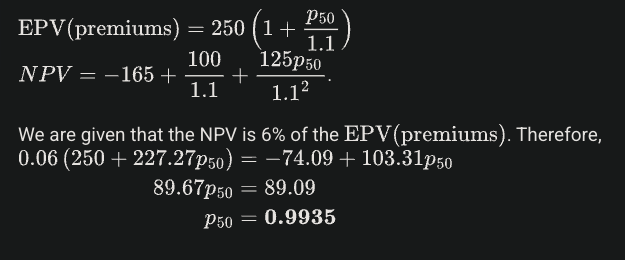 EPV(premiums) = 250 (1 + p₅₀/1.1)
NPV = −165 + 100/1.1 + 125p₅₀/1.1².
We are given that the NPV is 6% of the EPV(premiums). Therefore,
0.06 (250 + 227.27p₅₀) = −74.09 + 103.31p₅₀
89.67p₅₀ = 89.09
p₅₀ = 0.9935